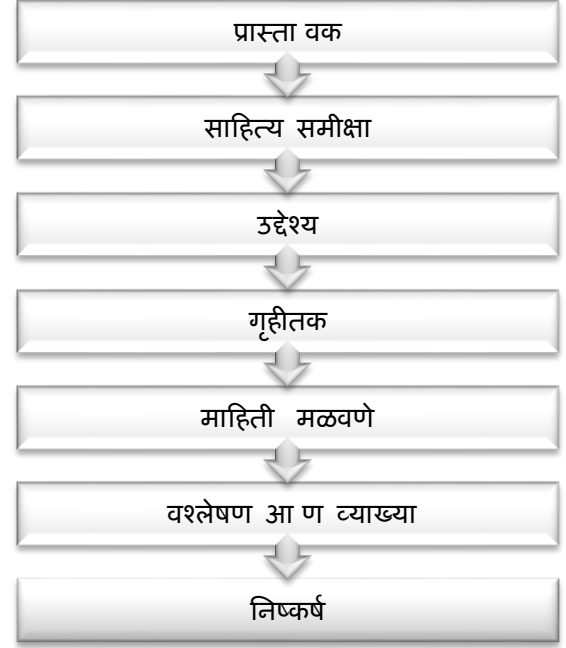 प्रास्ता वक
साहित्य समीक्षा
उद्देश्य
गृहीतक
माहिती मळवणे
वश्लेषण आ ण व्याख्या
निष्कर्ष